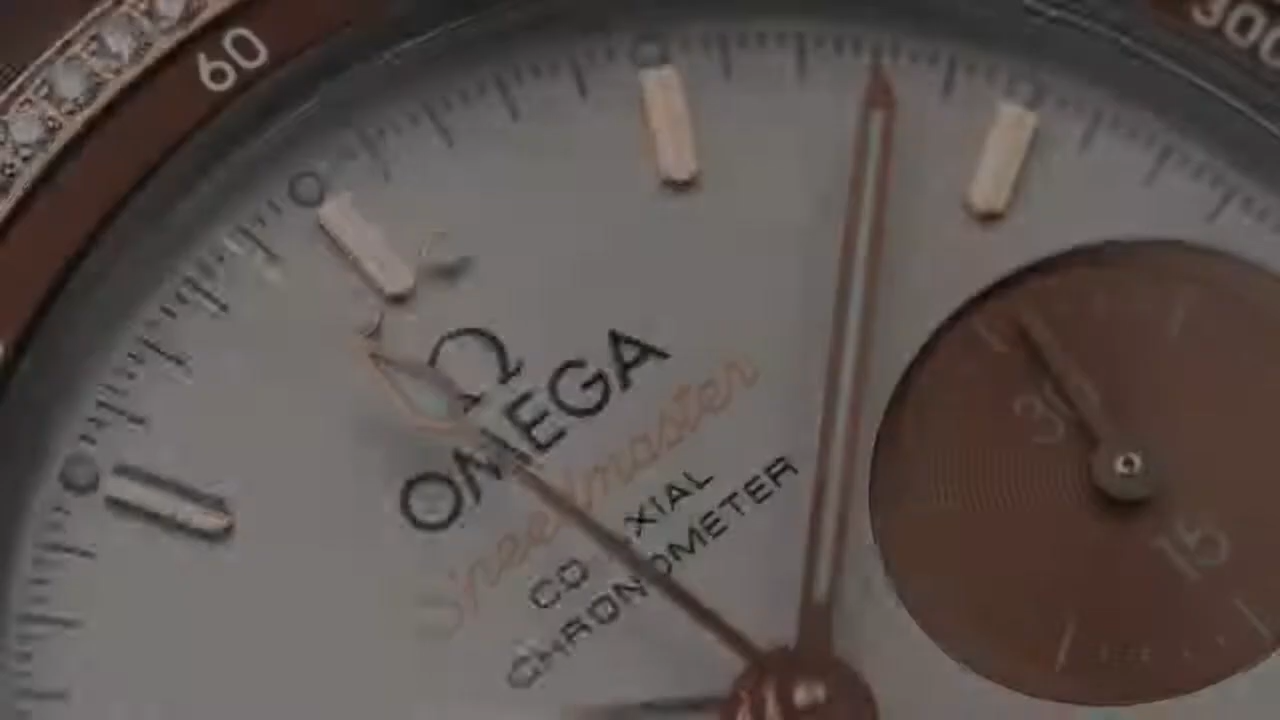 60
300
Ω
OMEGA
Speedmaster
CO-AXIAL
CHRONOMETER
30
15